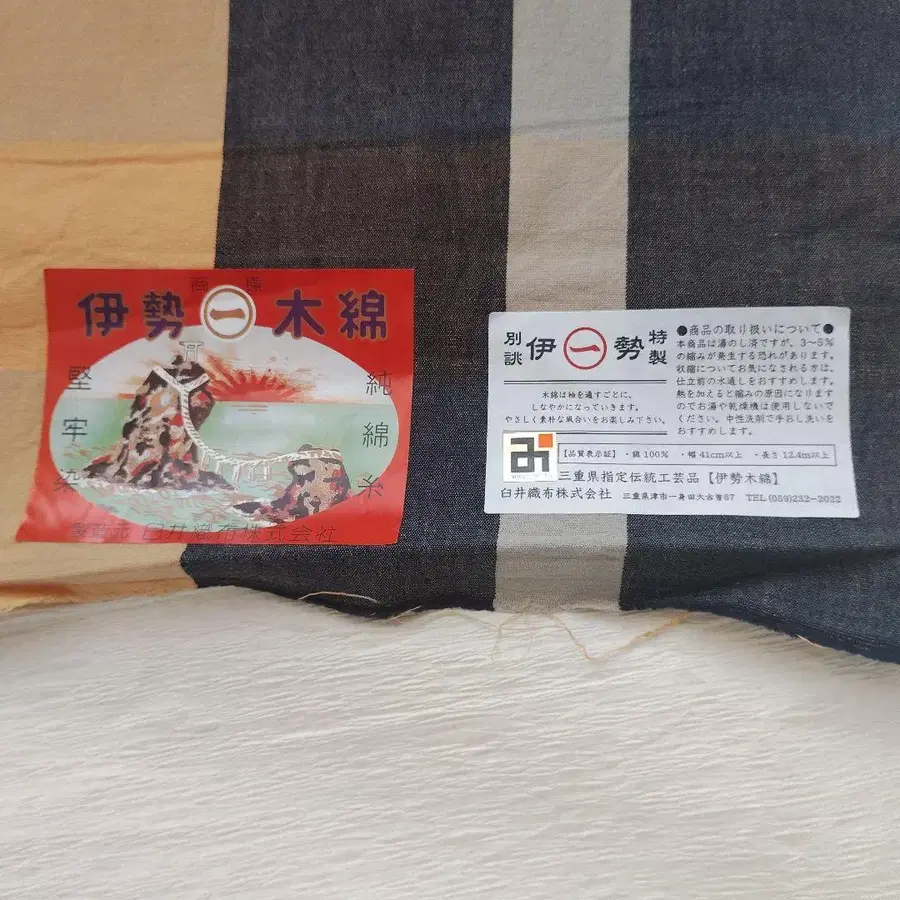 商標
伊勢㊀木綿
堅牢染
純綿糸
製造元 臼井織布株式会社
別誂 伊㊀勢 特製
木綿は袖を通すごとに、
しなやかになっていきます。
やさしく素朴な風合いをお楽しみ下さい。
●商品の取り扱いについて●
本商品は湯のし済ですが、3〜5%
の縮みが発生する恐れがあります。
収縮についてお気になされる方は、
仕立前の水通しをおすすめします。
熱を加えると縮みの原因になります
のでお湯や乾燥機は使用しないで
ください。中性洗剤で手おし洗いを
おすすめします。
【品質表示証】・綿 100% ・幅 41cm以上 ・長さ 12.4m以上
三重県指定伝統工芸品【伊勢木綿】
臼井織布株式会社 三重県津市一身田大古曽67 TEL (059)232-2022